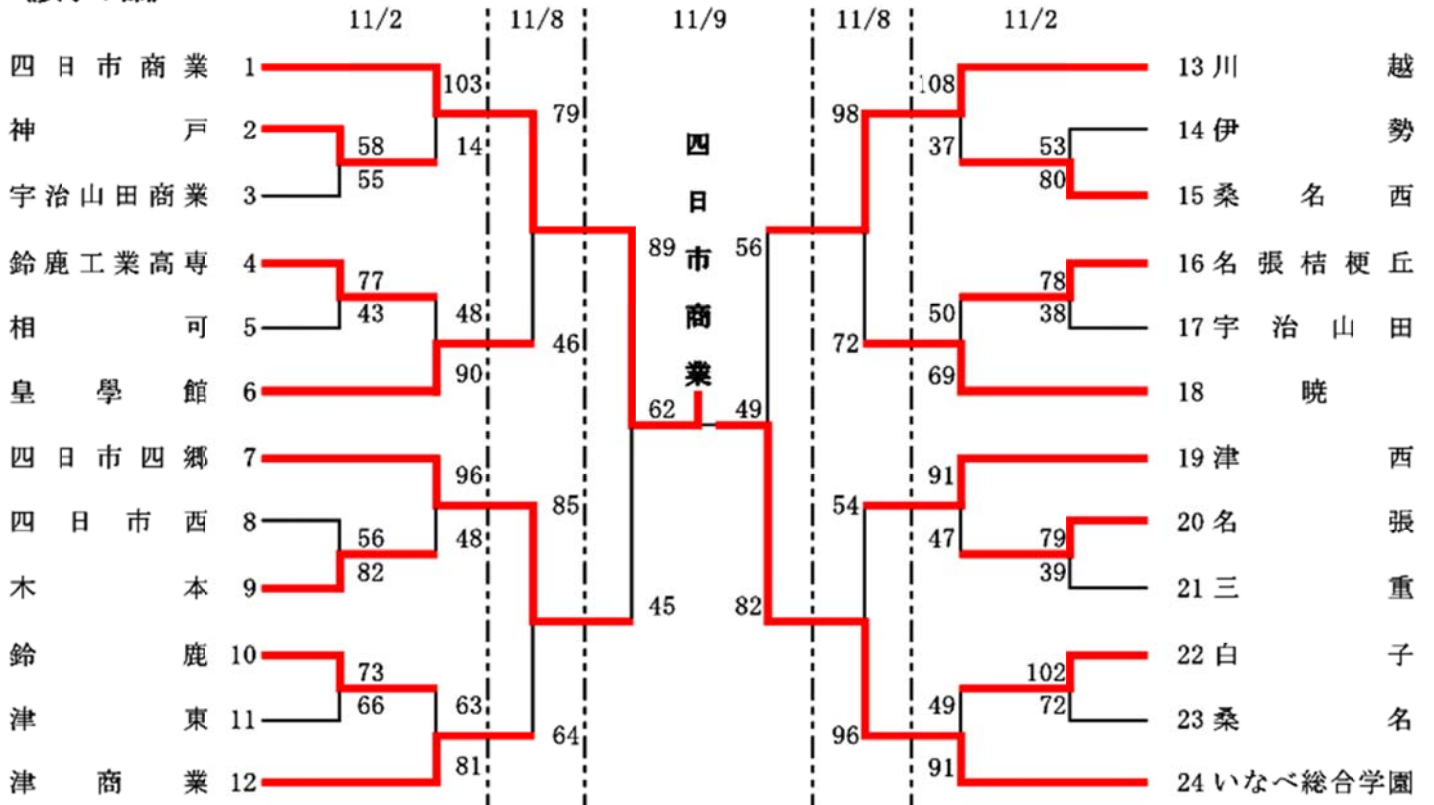 11/2 11/8 11/9 11/8 11/2
四日市商業 1
神戸 2
宇治山田商業 3
鈴鹿工業高専 4
相可 5
皇學館 6
四日市四郷 7
四日市西 8
木本 9
鈴鹿 10
津東 11
津商業 12
58
55
77
43
56
82
73
66
103
14
48
90
96
48
63
81
79
46
85
64
89
45
62
四日市商業
49
56
82
98
72
54
96
108
37
50
69
91
47
49
91
53
80
78
38
79
39
102
72
13 川越
14 伊勢
15 桑名西
16 名張桔梗丘
17 宇治山田
18 暁
19 津西
20 名張
21 三重
22 白子
23 桑名
24 いなべ総合学園